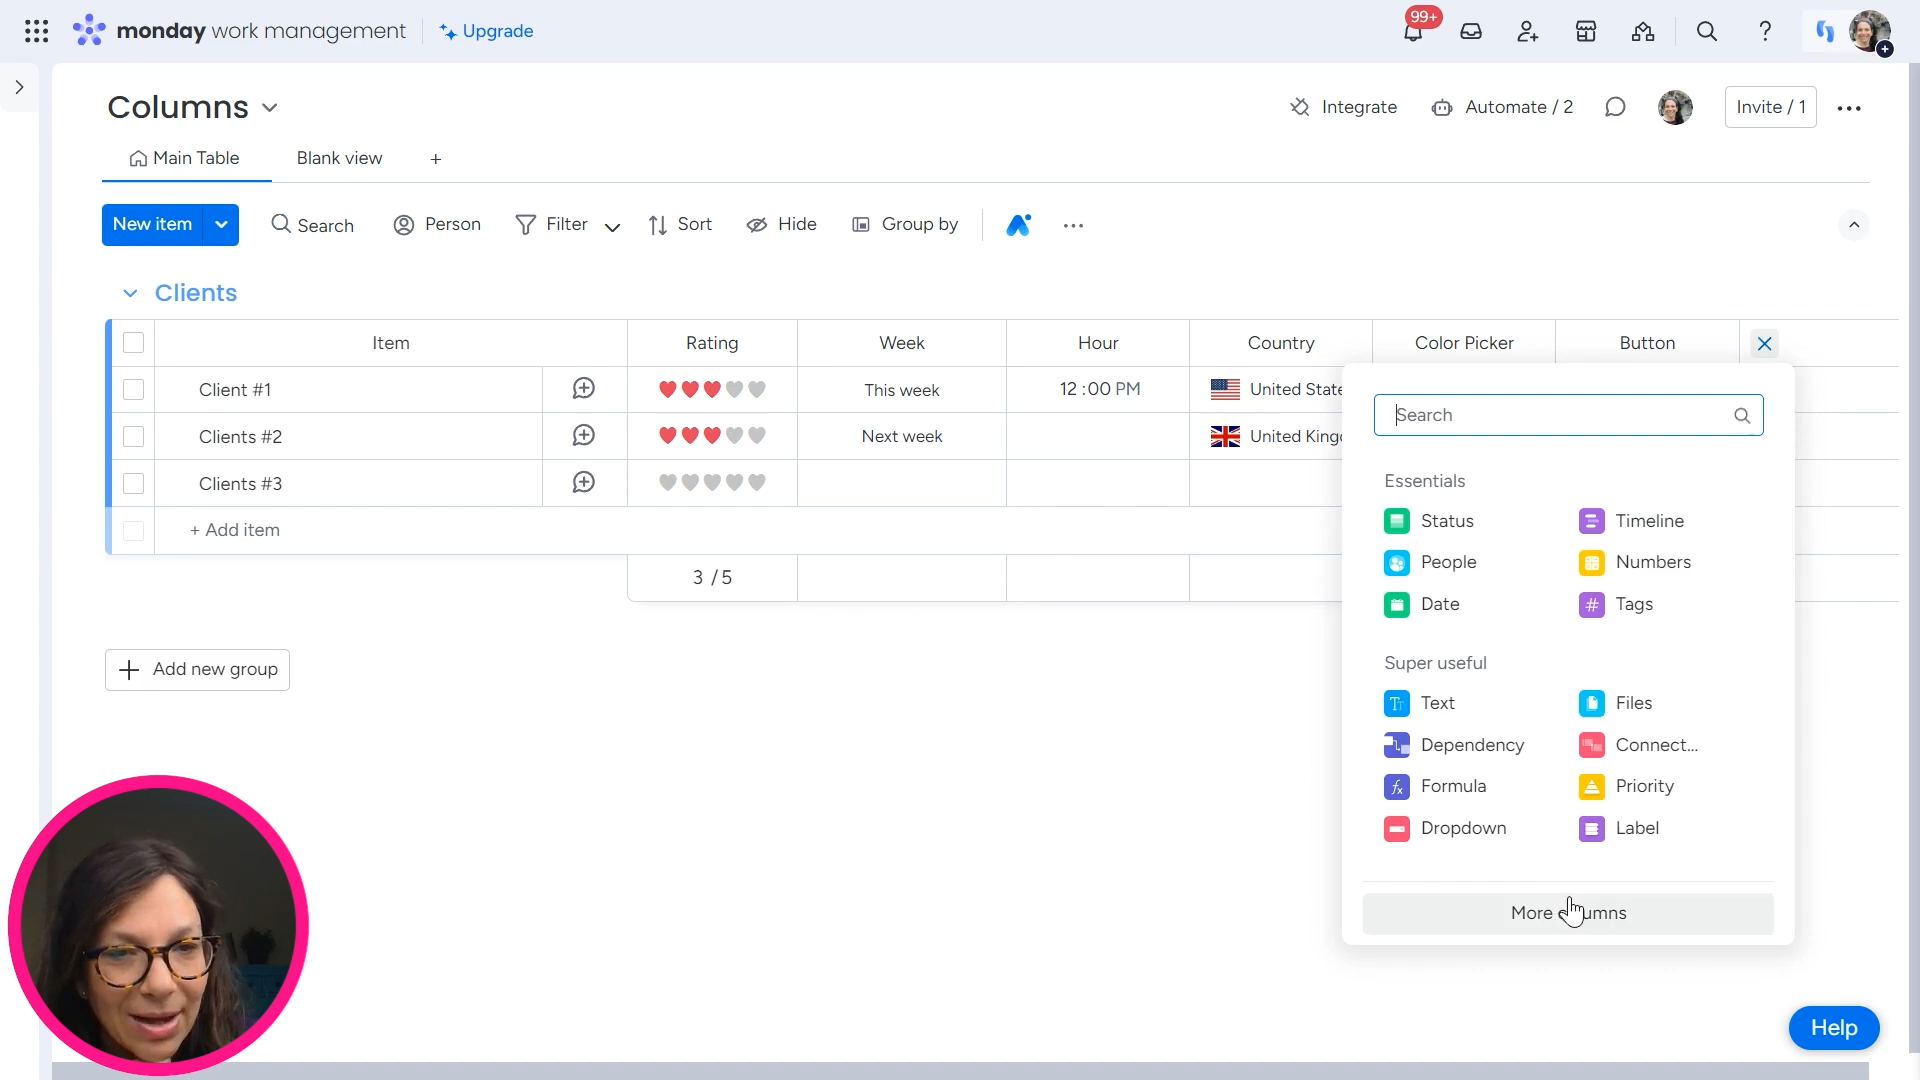 monday work management
Upgrade
99+
Columns
Integrate
Automate / 2
Invite / 1
Main Table
Blank view
New item
Search
Person
Filter
Sort
Hide
Group by
Clients
Item
Rating
Week
Hour
Country
Color Picker
Button
Client #1
This week
12 :00 PM
United State
Clients #2
Next week
United King
Clients #3
+ Add item
3 / 5
Add new group
Search
Essentials
Status
Timeline
People
Numbers
Date
Tags
Super useful
Text
Files
Dependency
Connect...
Formula
Priority
Dropdown
Label
More columns
Help